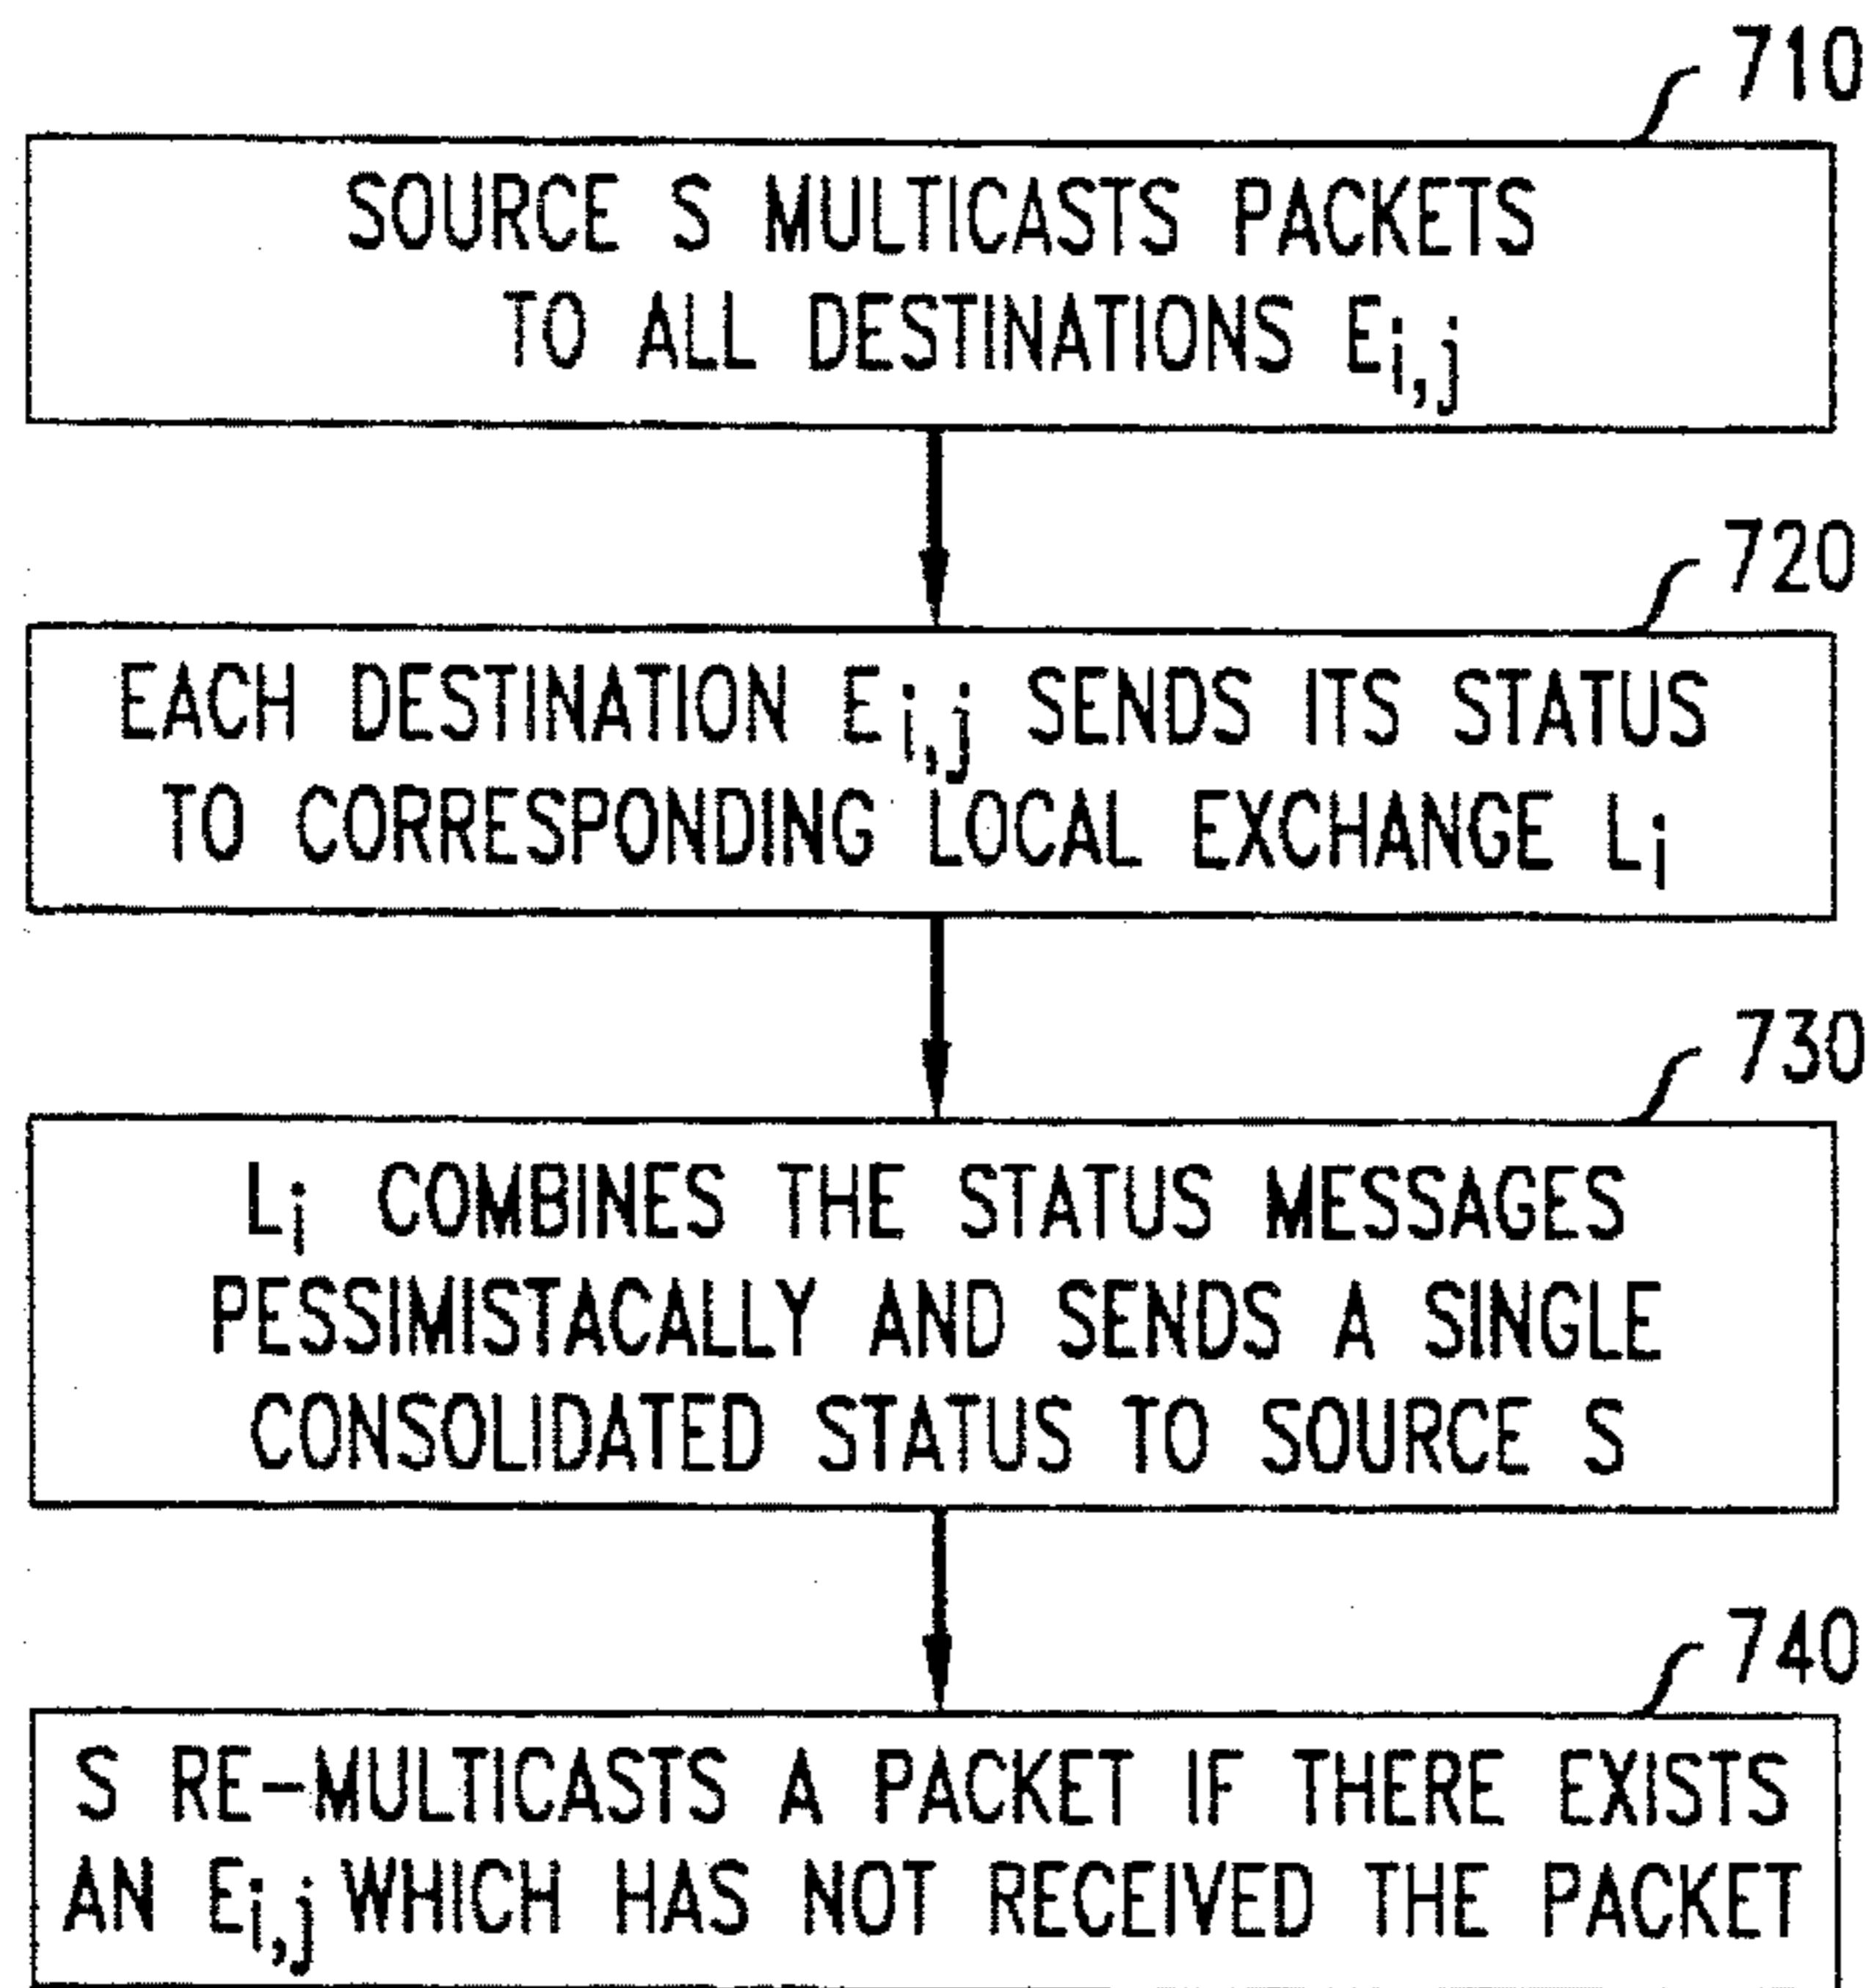 710
SOURCE S MULTICASTS PACKETS
TO ALL DESTINATIONS Ei,j
720
EACH DESTINATION Ei,j SENDS ITS STATUS
TO CORRESPONDING LOCAL EXCHANGE Li
730
Li COMBINES THE STATUS MESSAGES
PESSIMISTACALLY AND SENDS A SINGLE
CONSOLIDATED STATUS TO SOURCE S
740
S RE-MULTICASTS A PACKET IF THERE EXISTS
AN Ei,j WHICH HAS NOT RECEIVED THE PACKET